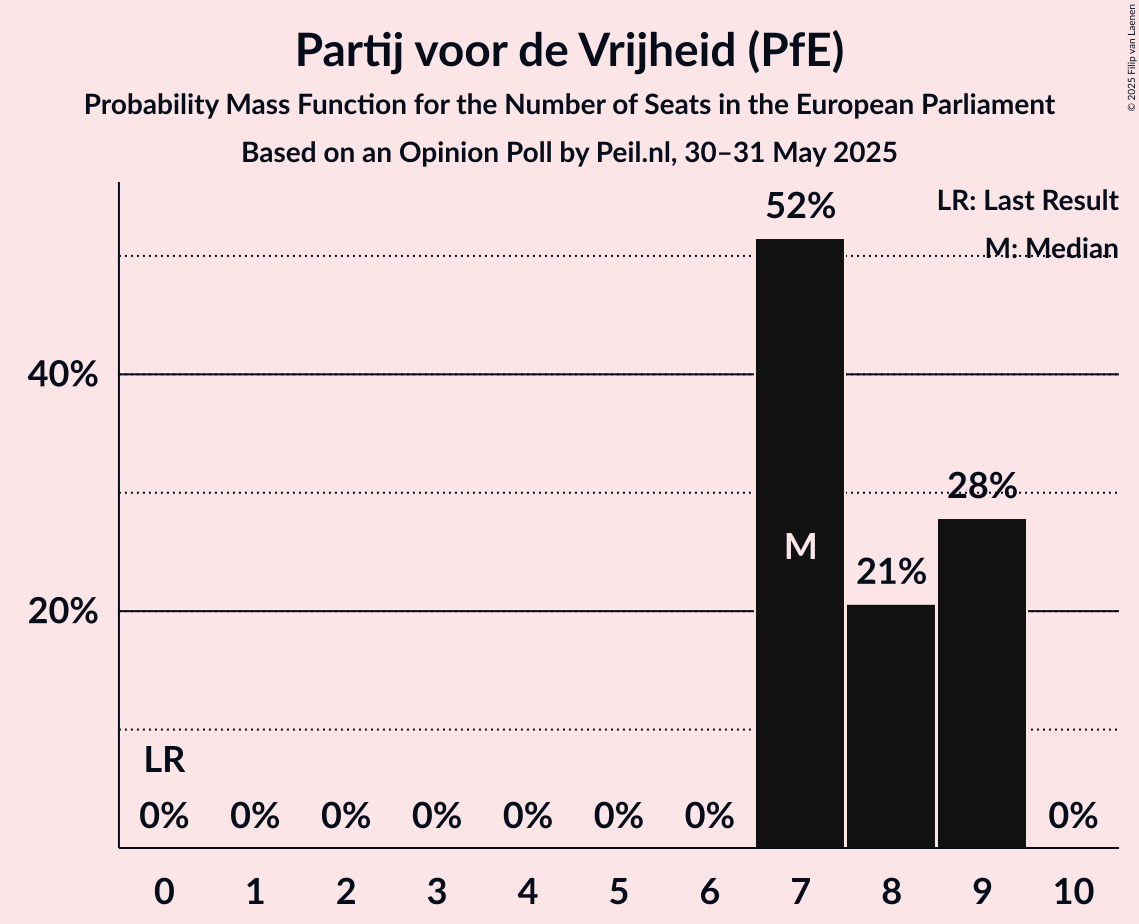 Partij voor de Vrijheid (PfE)
Probability Mass Function for the Number of Seats in the European Parliament
Based on an Opinion Poll by Peil.nl, 30–31 May 2025
© 2025 Filip van Laenen
LR: Last Result
M: Median
52%
40%
28%
M
21%
20%
LR
0% 0% 0% 0% 0% 0% 0% 0%
0 1 2 3 4 5 6 7 8 9 10